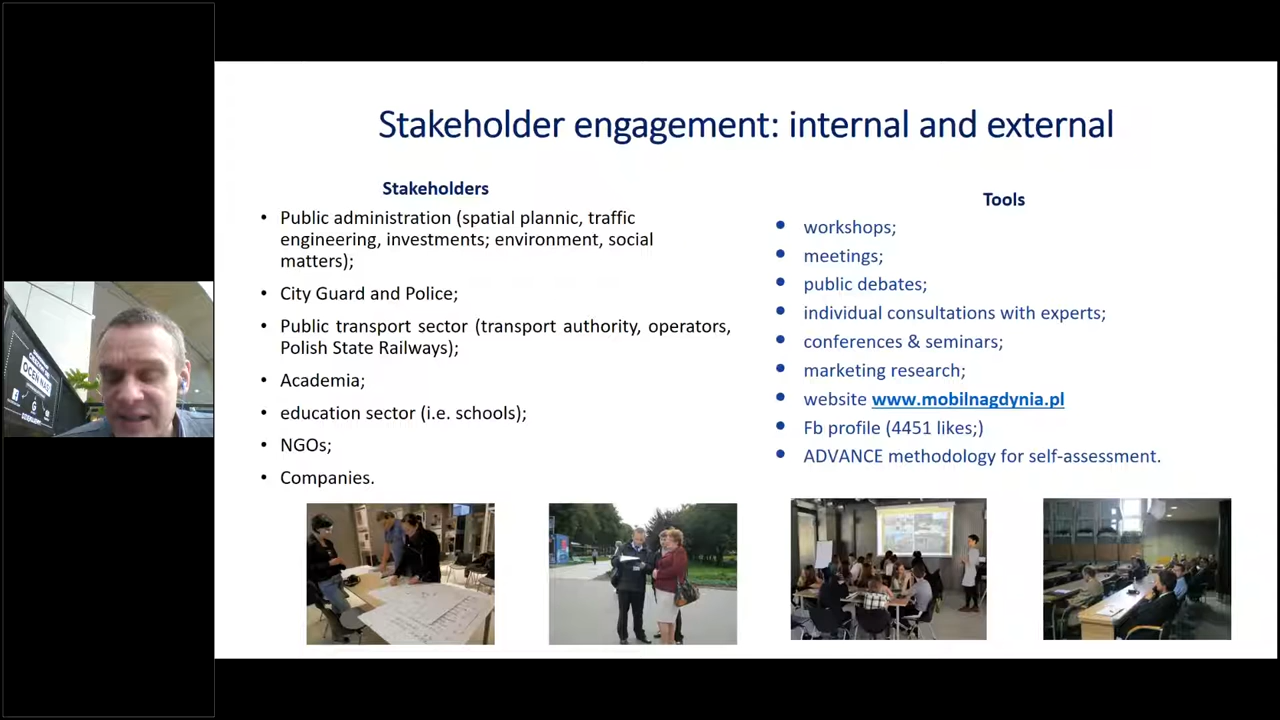 Stakeholder engagement: internal and external
Stakeholders
• Public administration (spatial plannic, traffic
engineering, investments; environment, social
matters);
• City Guard and Police;
• Public transport sector (transport authority, operators,
Polish State Railways);
• Academia;
• education sector (i.e. schools);
• NGOs;
• Companies.
Tools
• workshops;
• meetings;
• public debates;
• individual consultations with experts;
• conferences & seminars;
• marketing research;
• website www.mobilnagdynia.pl
• Fb profile (4451 likes;)
• ADVANCE methodology for self-assessment.
OCEŃ NAS